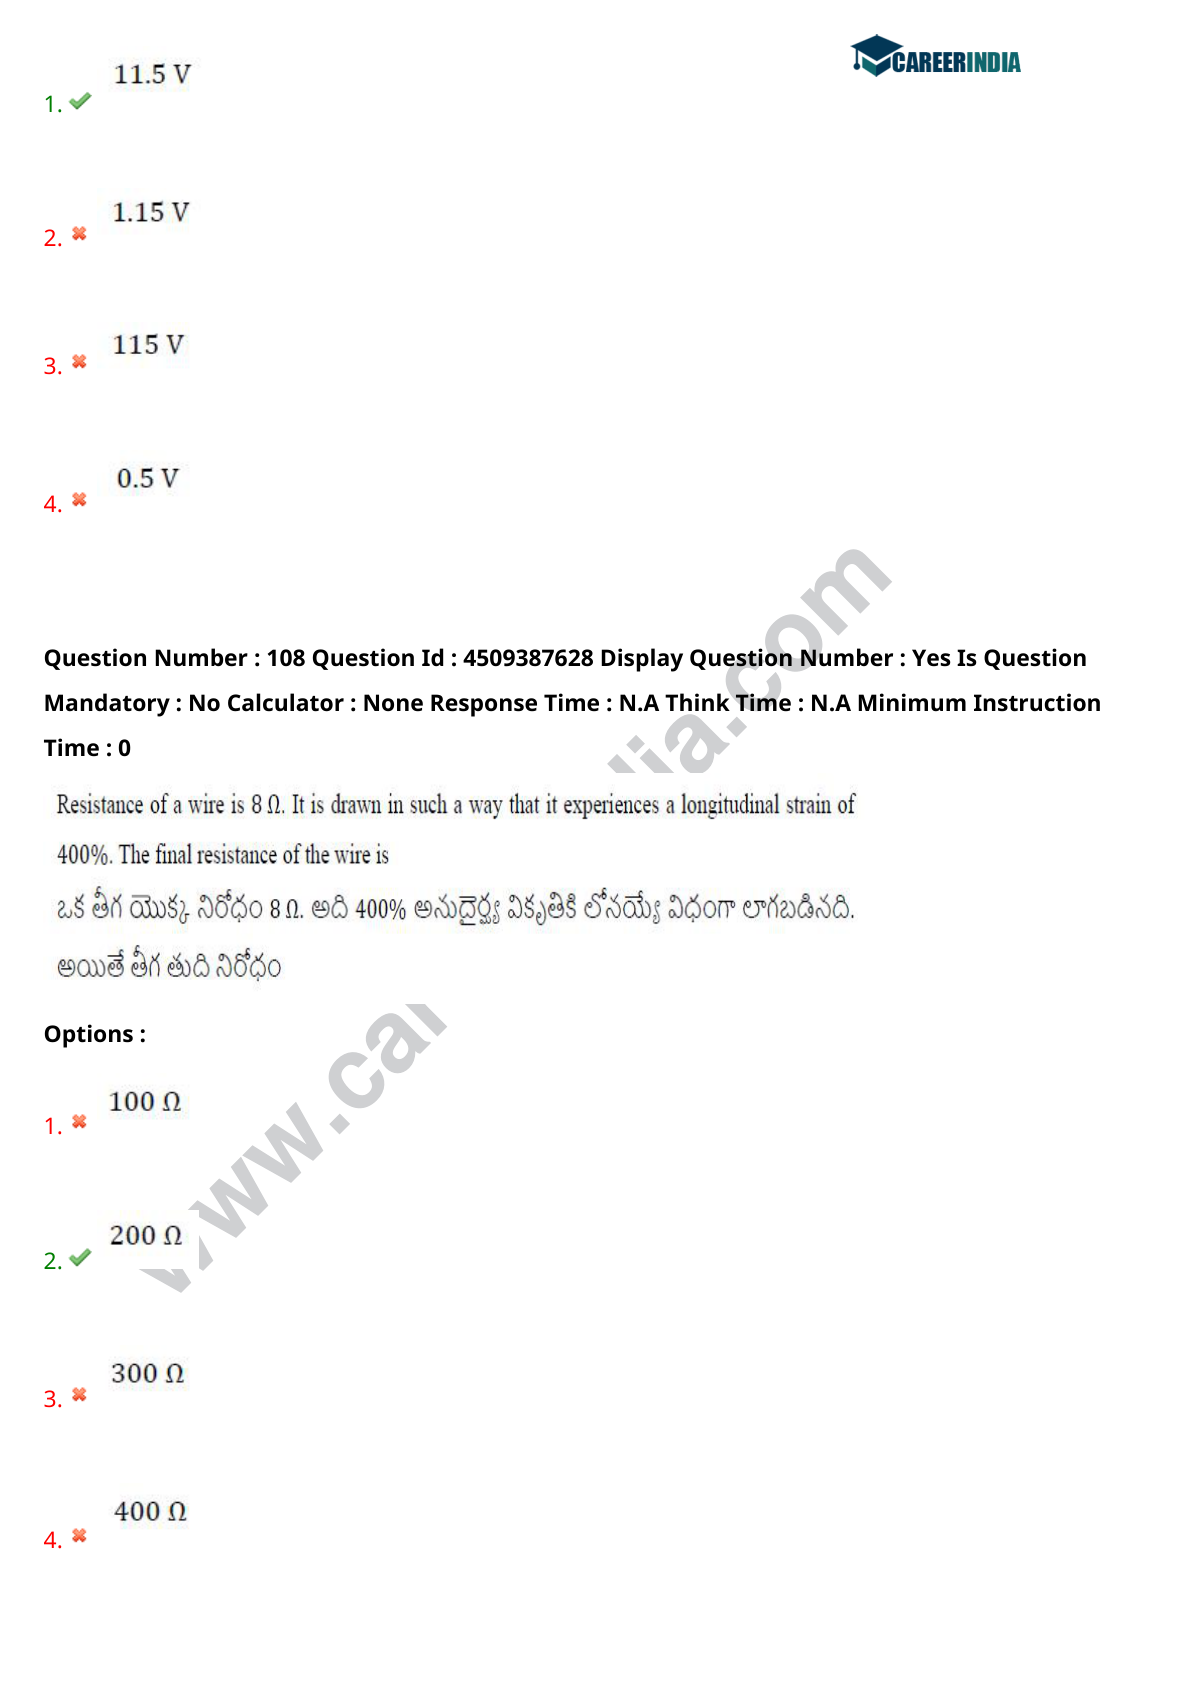 CAREERINDIA
11.5 V
1.
1.15 V
2.
115 V
3.
0.5 V
4.
Question Number : 108 Question Id : 4509387628 Display Question Number : Yes Is Question
Mandatory : No Calculator : None Response Time : N.A Think Time : N.A Minimum Instruction
Time : 0
Resistance of a wire is 8 Ω. It is drawn in such a way that it experiences a longitudinal strain of
400%. The final resistance of the wire is
ఒక తీగ యొక్క నిరోధం 8 Ω. అది 400% అనుదైర్ఘ్య వికృతికి లోనయ్యే విధంగా లాగబడినది.
అయితే తీగ తుది నిరోధం
Options :
100 Ω
1.
200 Ω
2.
300 Ω
3.
400 Ω
4.